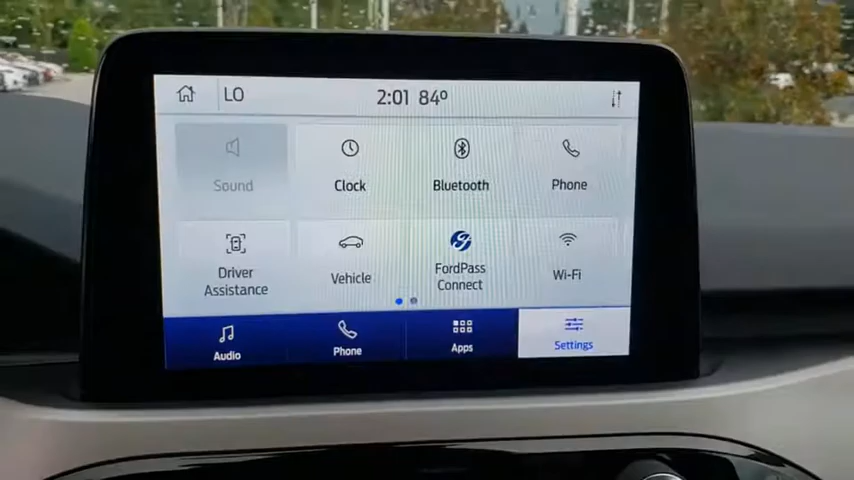 LO 2:01 84°
Sound Clock Bluetooth Phone
Driver Assistance Vehicle FordPass Connect Wi-Fi
Audio Phone Apps Settings